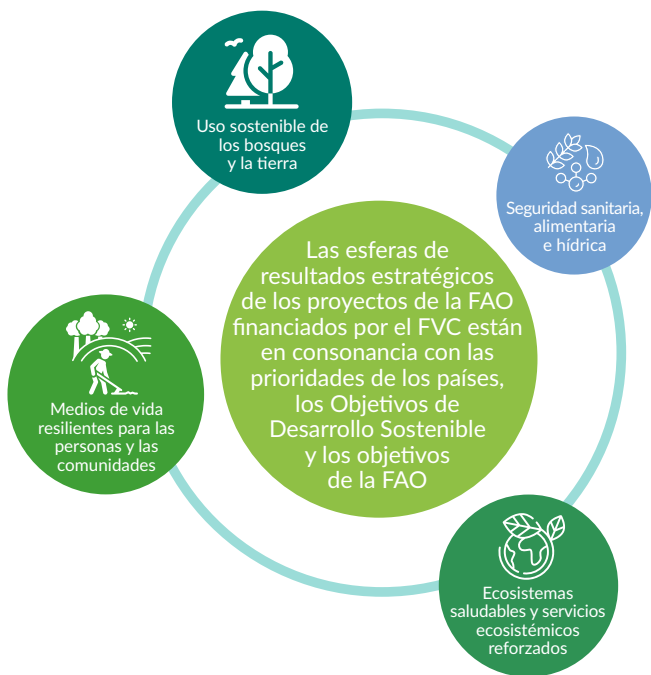 Uso sostenible de
los bosques
y la tierra
Seguridad sanitaria,
alimentaria
e hídrica
Las esferas de
resultados estratégicos
de los proyectos de la FAO
financiados por el FVC están
en consonancia con las
prioridades de los países,
los Objetivos de
Desarrollo Sostenible
y los objetivos
de la FAO
Medios de vida
resilientes para las
personas y las
comunidades
Ecosistemas
saludables y servicios
ecosistémicos
reforzados